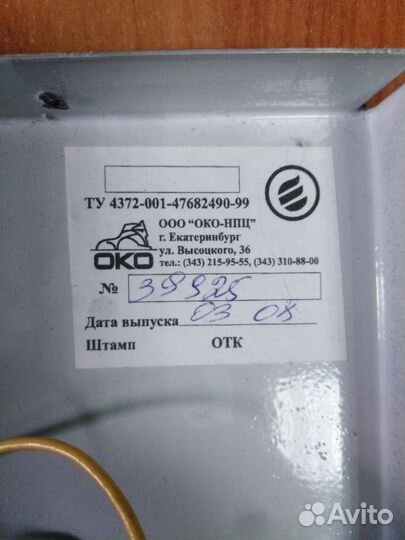 ТУ 4372-001-47682490-99
ООО "ОКО-НПЦ"
г. Екатеринбург
ул. Высоцкого, 36
ОКО
тел.: (343) 215-95-55, (343) 310-88-00
№ 39925
Дата выпуска 03 08
Штамп ОТК
Avito